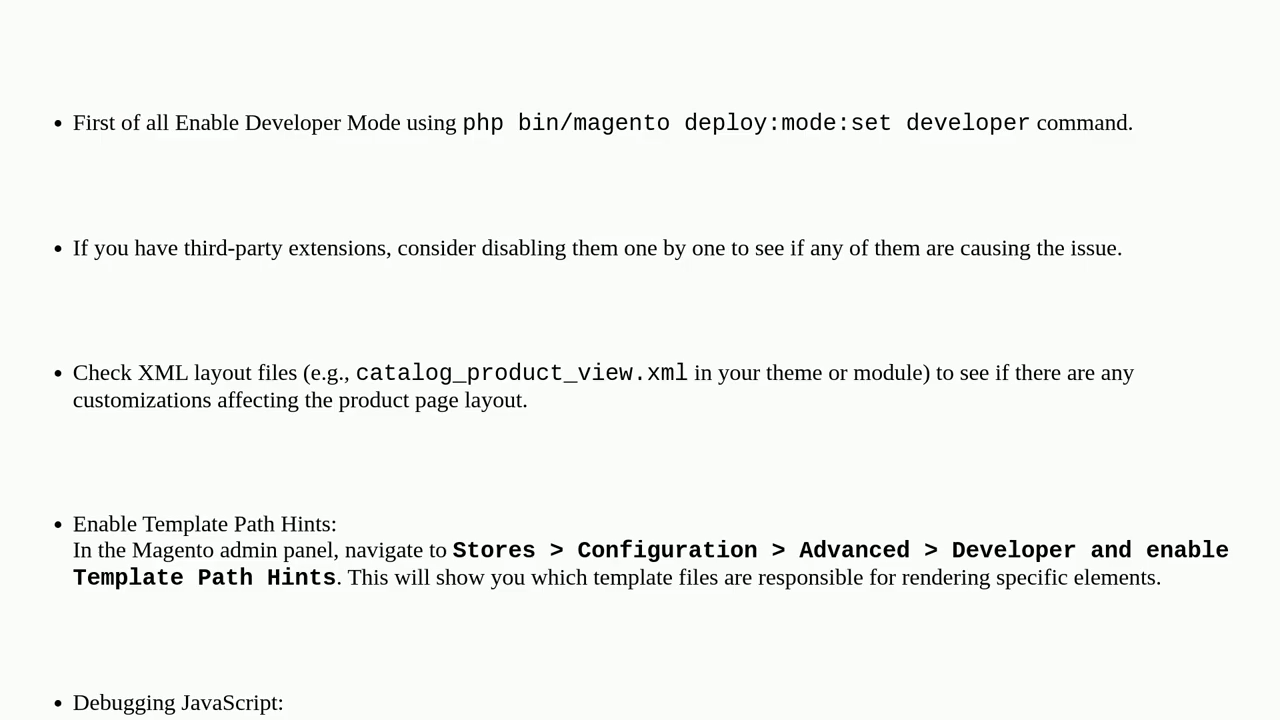 • First of all Enable Developer Mode using php bin/magento deploy:mode:set developer command.
• If you have third-party extensions, consider disabling them one by one to see if any of them are causing the issue.
• Check XML layout files (e.g., catalog_product_view.xml in your theme or module) to see if there are any
customizations affecting the product page layout.
• Enable Template Path Hints:
In the Magento admin panel, navigate to Stores > Configuration > Advanced > Developer and enable
Template Path Hints. This will show you which template files are responsible for rendering specific elements.
• Debugging JavaScript: